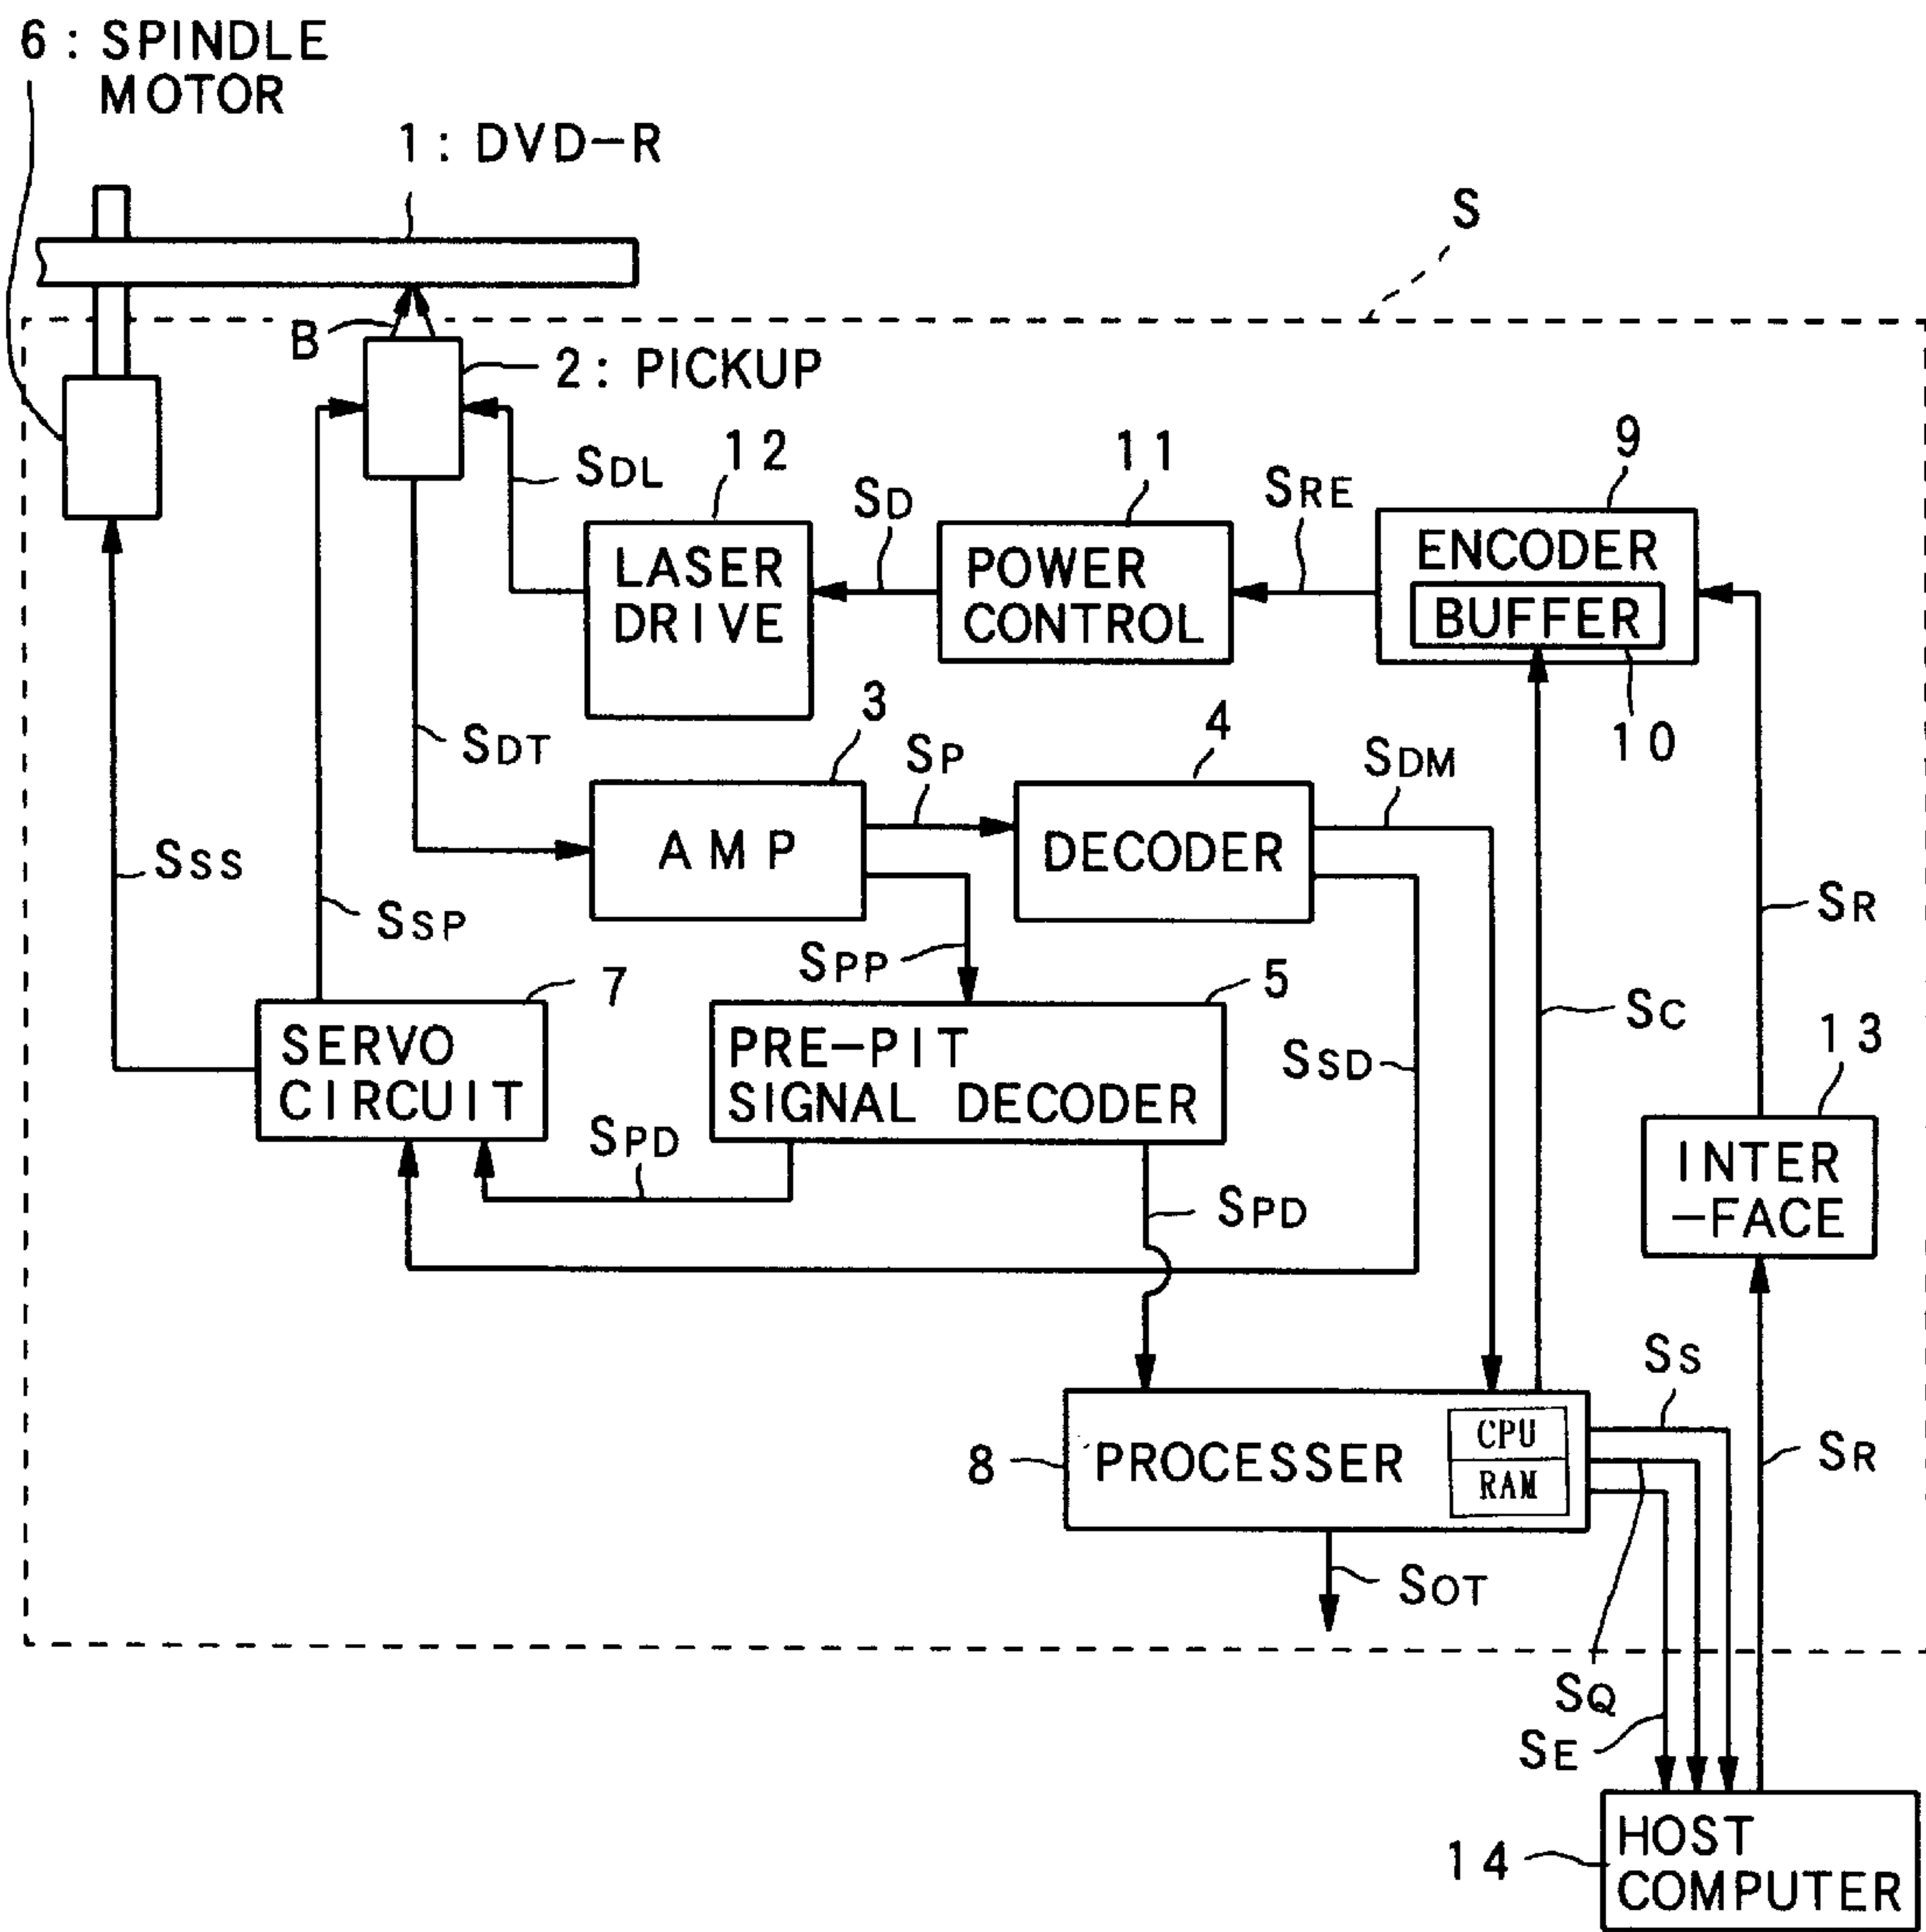 6 : SPINDLE
MOTOR
1 : DVD-R
S
B
2 : PICKUP
SDL
12
SD
11
SRE
9
LASER
DRIVE
POWER
CONTROL
ENCODER
BUFFER
10
SDT
3
SP
4
SDM
AMP
DECODER
SSS
SSP
SPP
SR
7
5
SC
13
SERVO
CIRCUIT
PRE-PIT
SIGNAL DECODER
SSD
SPD
SPD
INTER
-FACE
8
PROCESSER
CPU
RAM
SS
SR
SOT
SQ
SE
14
HOST
COMPUTER